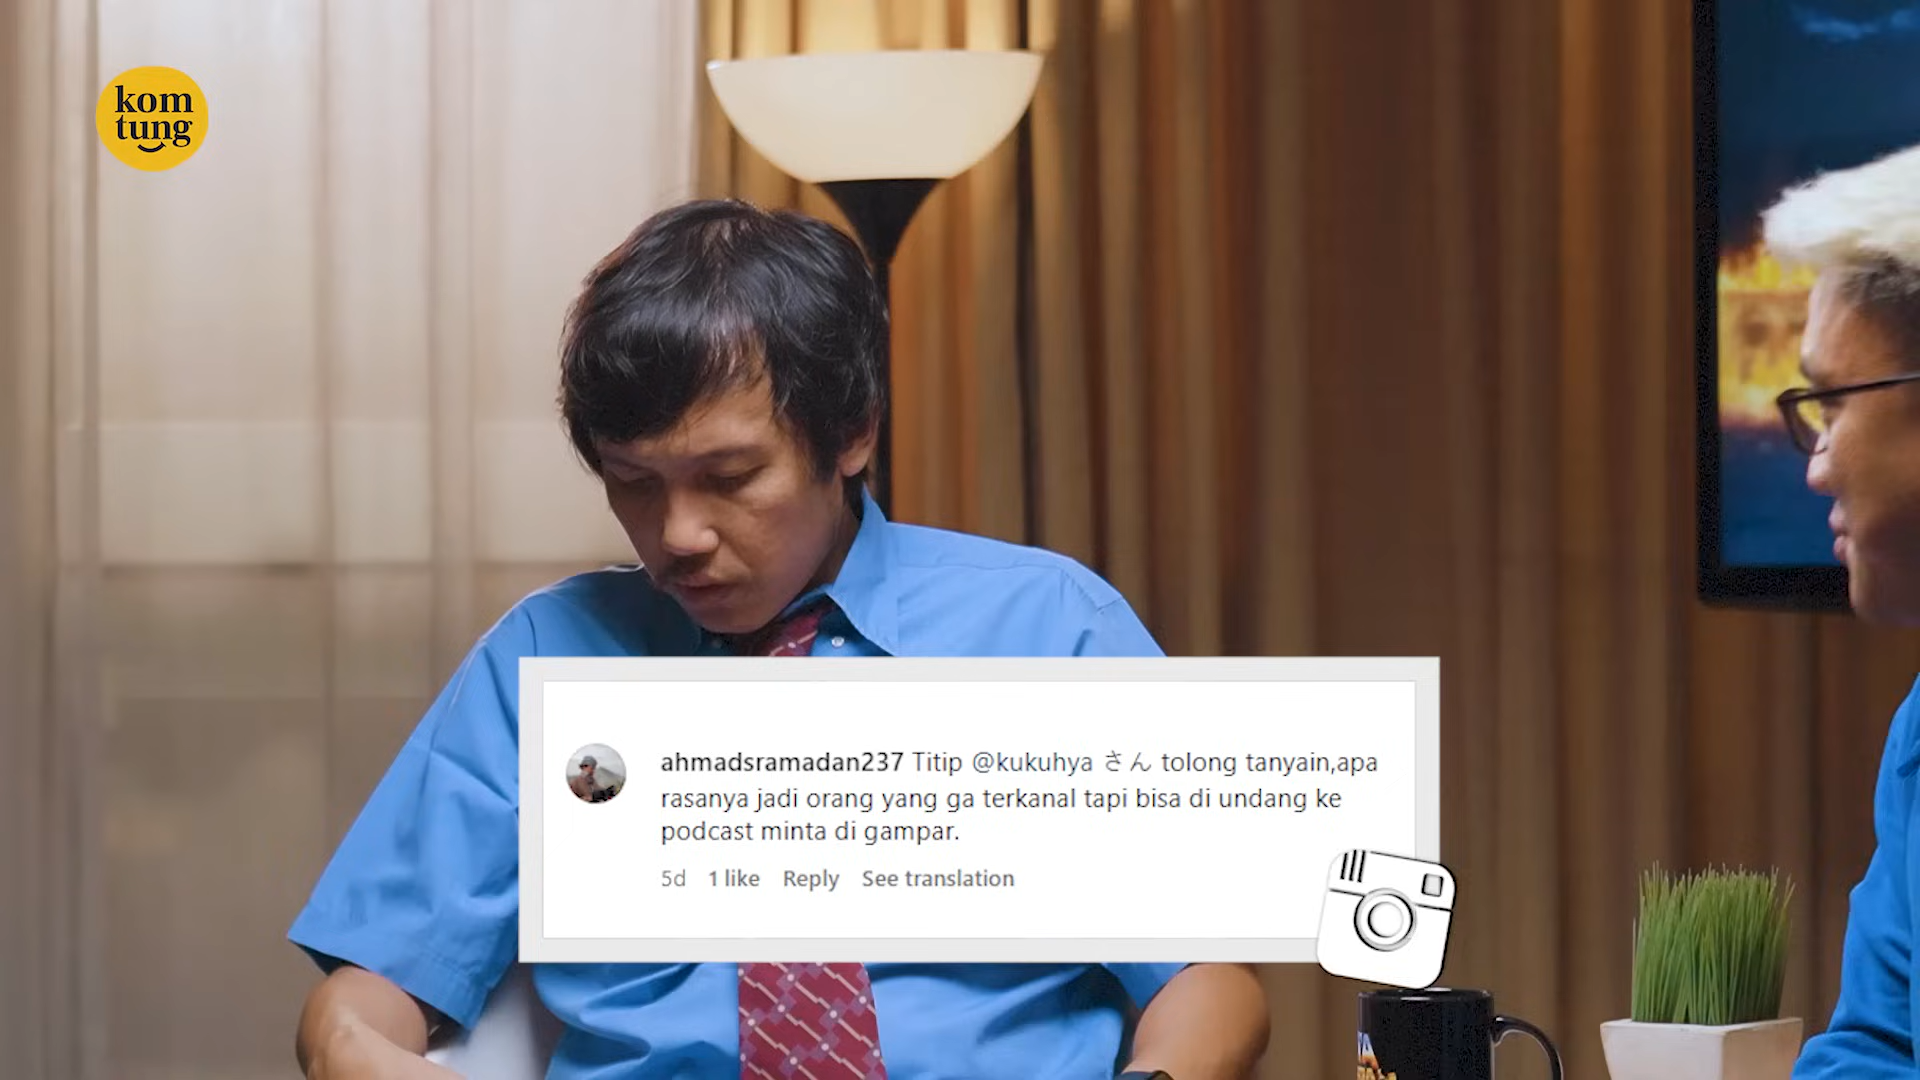 kom
tung
ahmadsramadan237 Titip @kukuhya さん tolong tanyain,apa
rasanya jadi orang yang ga terkanal tapi bisa di undang ke
podcast minta di gampar.
5d 1 like Reply See translation